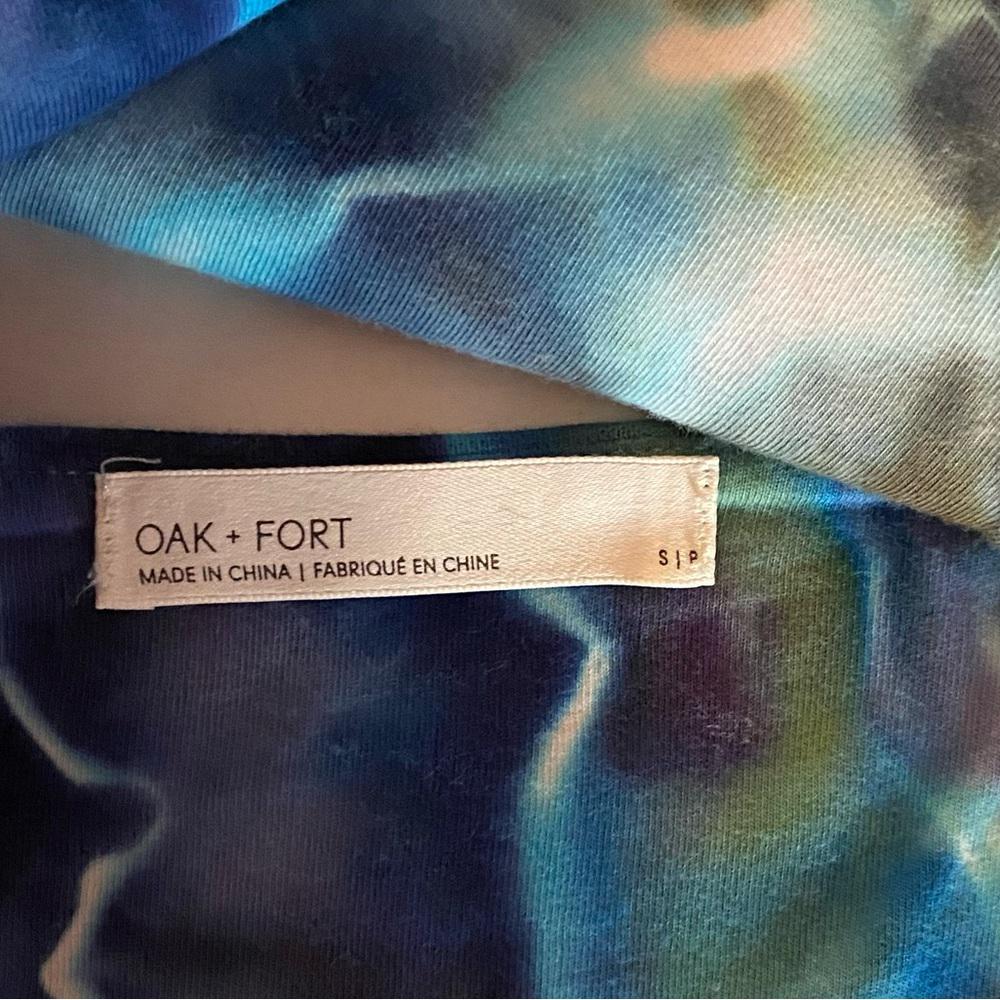 OAK + FORT
MADE IN CHINA | FABRIQUÉ EN CHINE
S | P